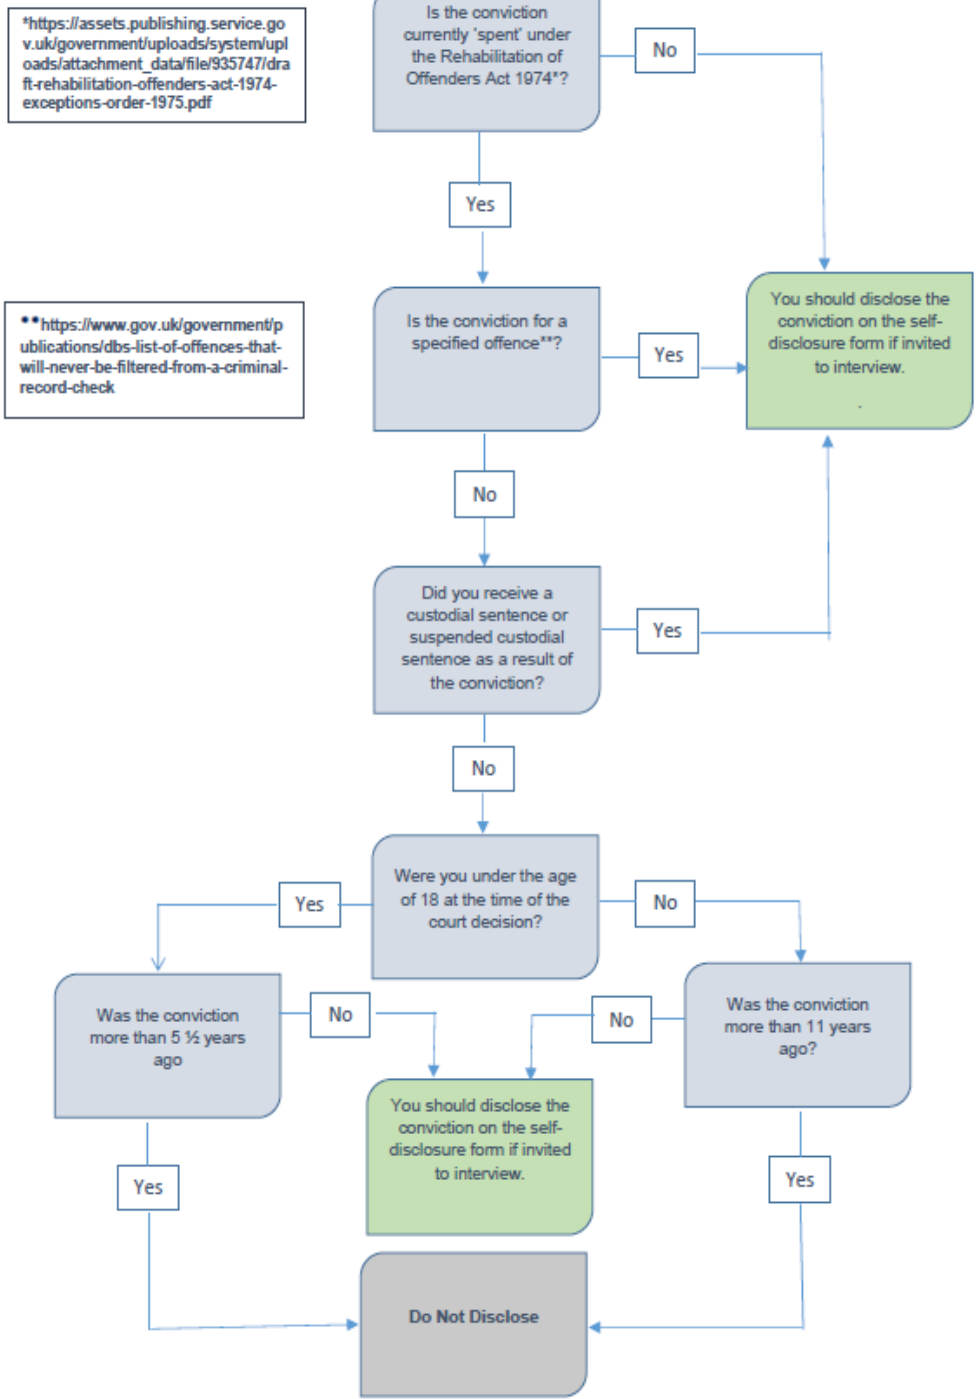 *https://assets.publishing.service.go
v.uk/government/uploads/system/upl
oads/attachment_data/file/935747/dra
ft-rehabilitation-offenders-act-1974-
exceptions-order-1975.pdf
Is the conviction
currently 'spent' under
the Rehabilitation of
Offenders Act 1974*?
No
Yes
**https://www.gov.uk/government/p
ublications/dbs-list-of-offences-that-
will-never-be-filtered-from-a-criminal-
record-check
Is the conviction for a
specified offence**?
Yes
You should disclose the
conviction on the self-
disclosure form if invited
to interview.
.
No
Did you receive a
custodial sentence or
suspended custodial
sentence as a result of
the conviction?
Yes
No
Were you under the age
of 18 at the time of the
court decision?
Yes
No
Was the conviction
more than 5 ½ years
ago
No
No
Was the conviction
more than 11 years
ago?
You should disclose the
conviction on the self-
disclosure form if invited
to interview.
Yes
Yes
Do Not Disclose